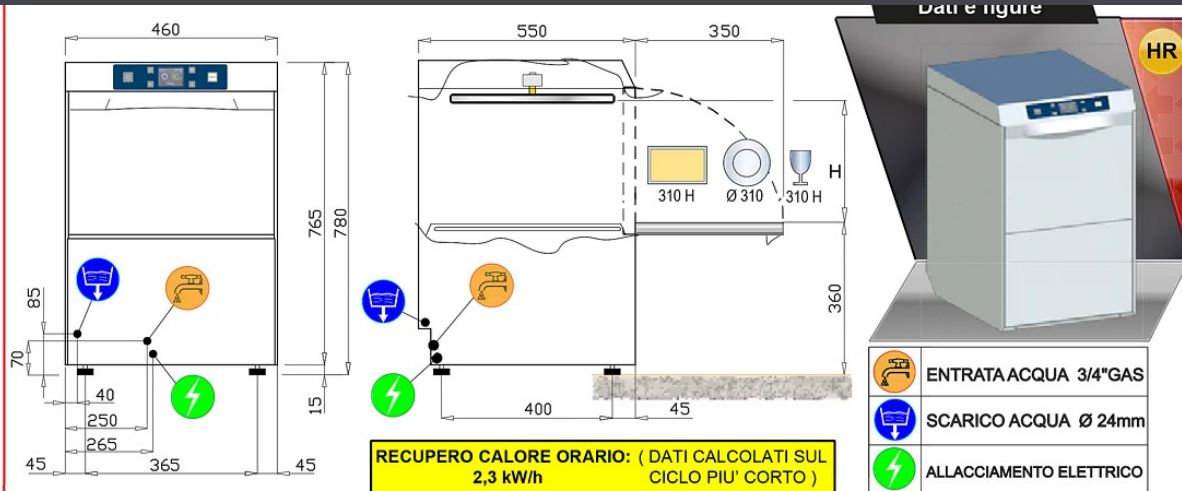 Dati e figure
460
550
350
HR
H
310 H
Ø 310
310 H
765
780
360
85
70
40
250
265
15
45
365
45
400
45
ENTRATA ACQUA 3/4"GAS
SCARICO ACQUA Ø 24mm
ALLACCIAMENTO ELETTRICO
RECUPERO CALORE ORARIO: ( DATI CALCOLATI SUL
2,3 kW/h CICLO PIU' CORTO )